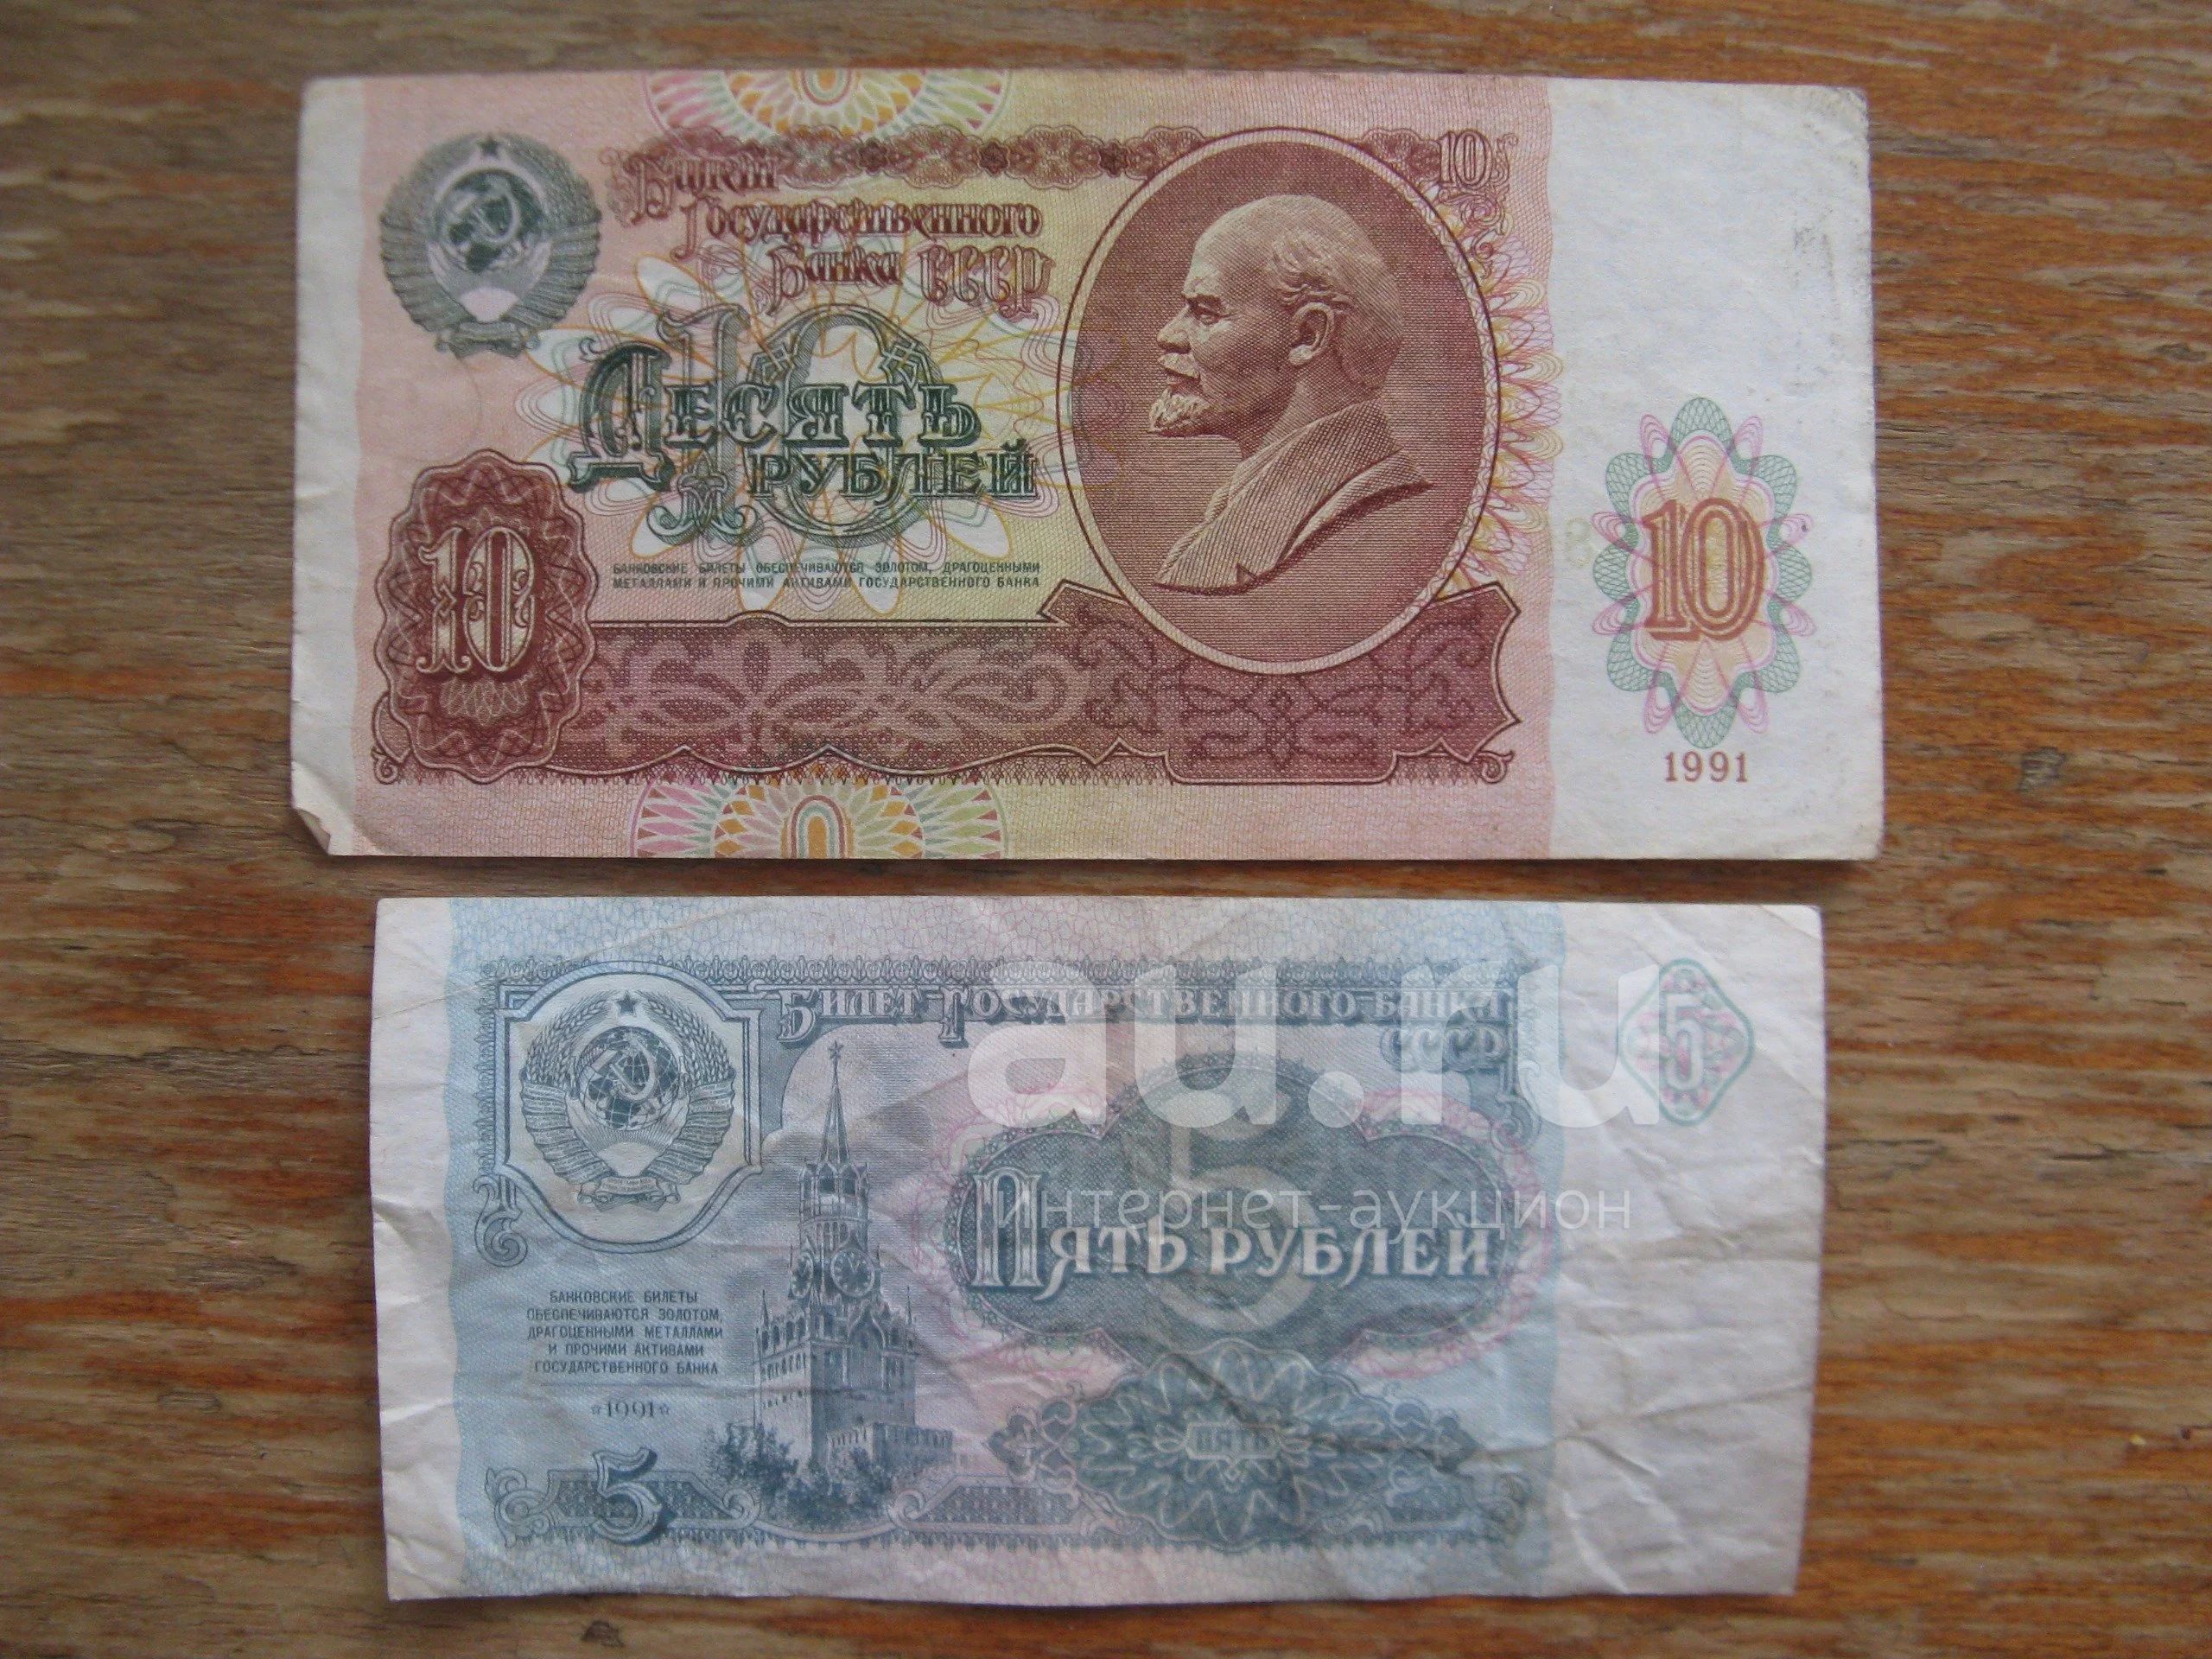 Билет
Государственного
Банка СССР
10
10
Десять
рублей
10
БАНКОВСКИЕ БИЛЕТЫ ОБЕСПЕЧИВАЮТСЯ ЗОЛОТОМ, ДРАГОЦЕННЫМИ
МЕТАЛЛАМИ И ПРОЧИМИ АКТИВАМИ ГОСУДАРСТВЕННОГО БАНКА
10
1991
Билет Государственного банка
СССР
5
au.ru
интернет-аукцион
5
Пять рублей
БАНКОВСКИЕ БИЛЕТЫ
ОБЕСПЕЧИВАЮТСЯ ЗОЛОТОМ,
ДРАГОЦЕННЫМИ МЕТАЛЛАМИ
И ПРОЧИМИ АКТИВАМИ
ГОСУДАРСТВЕННОГО БАНКА
1991
ПЯТЬ
5